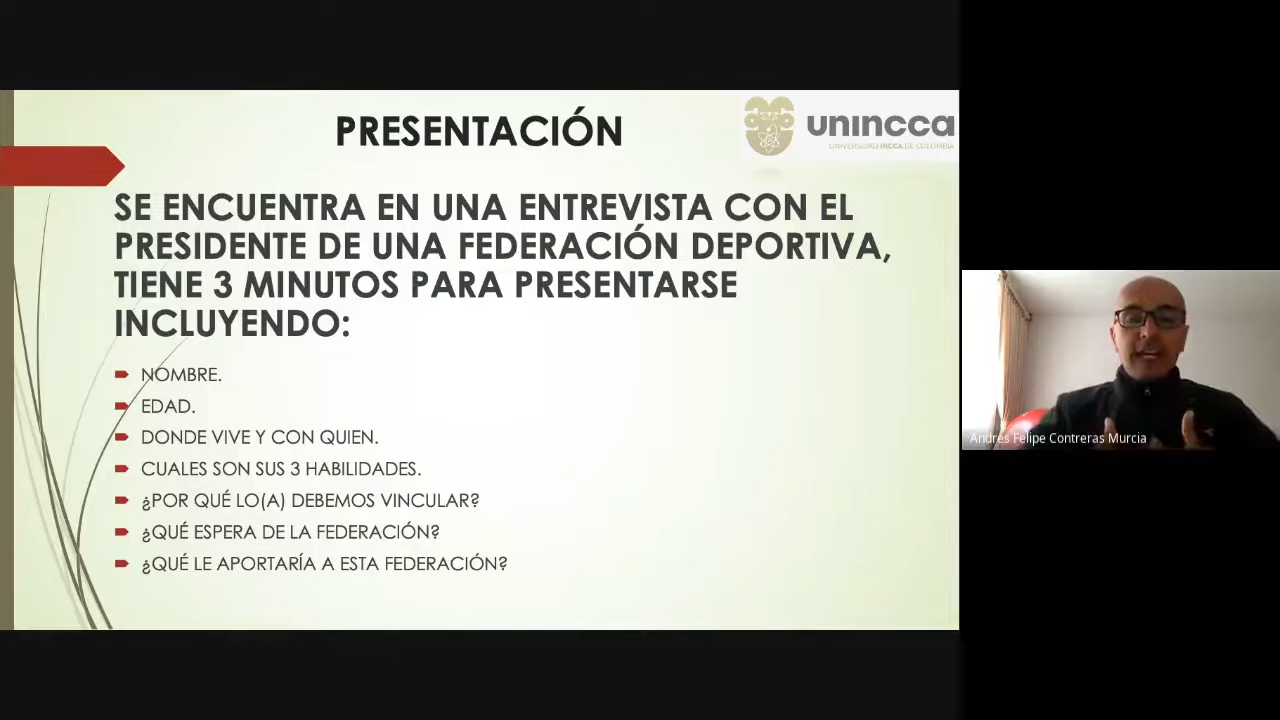 PRESENTACIÓN
unincca
UNIVERSIDAD INCCA DE COLOMBIA
SE ENCUENTRA EN UNA ENTREVISTA CON EL
PRESIDENTE DE UNA FEDERACIÓN DEPORTIVA,
TIENE 3 MINUTOS PARA PRESENTARSE
INCLUYENDO:
NOMBRE.
EDAD.
DONDE VIVE Y CON QUIEN.
CUALES SON SUS 3 HABILIDADES.
¿POR QUÉ LO(A) DEBEMOS VINCULAR?
¿QUÉ ESPERA DE LA FEDERACIÓN?
¿QUÉ LE APORTARÍA A ESTA FEDERACIÓN?
Andres Felipe Contreras Murcia